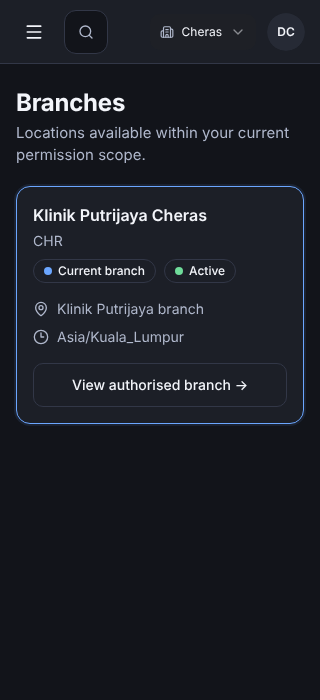 Cheras
DC
Branches
Locations available within your current
permission scope.
Klinik Putrijaya Cheras
CHR
Current branch
Active
Klinik Putrijaya branch
Asia/Kuala_Lumpur
View authorised branch →